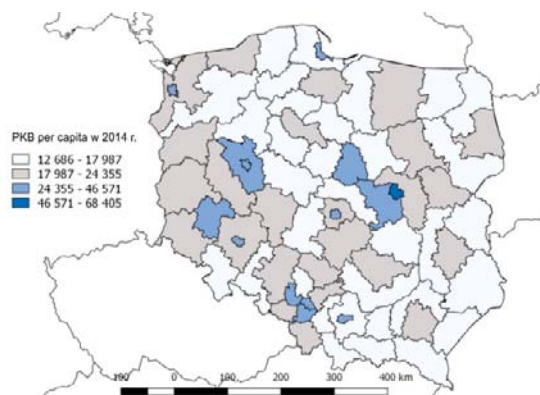 PKB per capita w 2014 r.
12 686 - 17 987
17 987 - 24 355
24 355 - 46 571
46 571 - 68 405
100 0 100 200 300 400 km